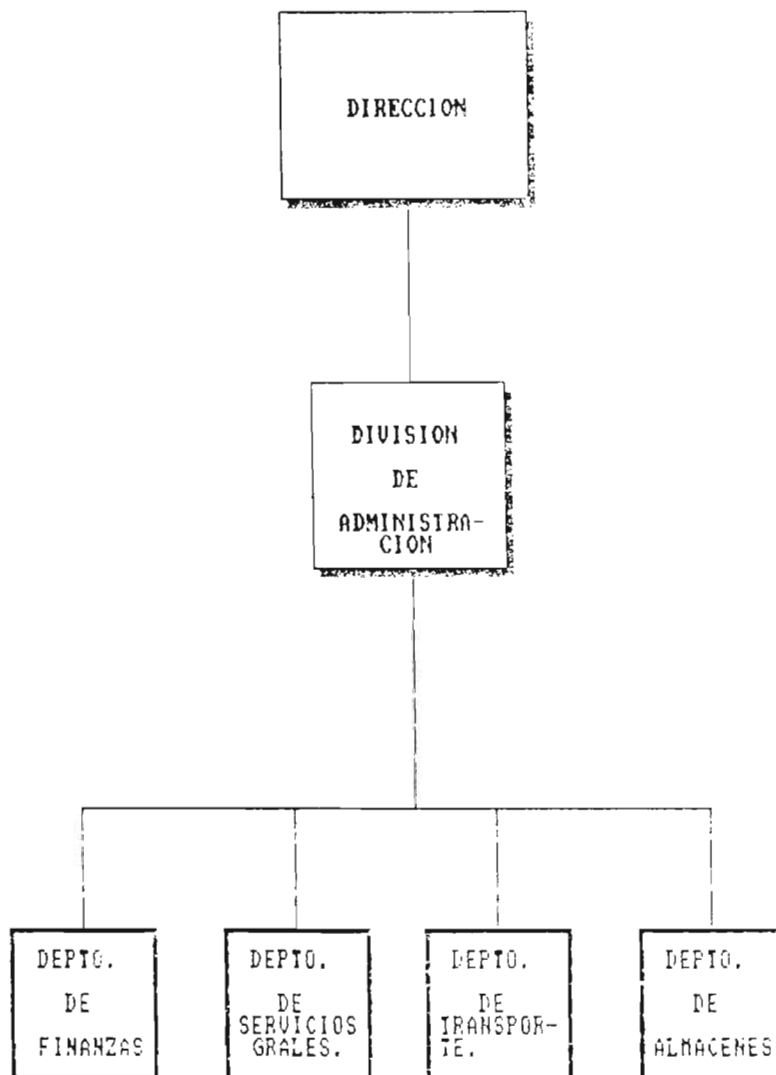 DIRECCION
DIVISION
DE
ADMINISTRA-
CION
DEPTO.
DE
FINANZAS
DEPTO.
DE
SERVICIOS
GRALES.
DEPTO.
DE
TRANSPOR-
TE.
DEPTO.
DE
ALMACENES